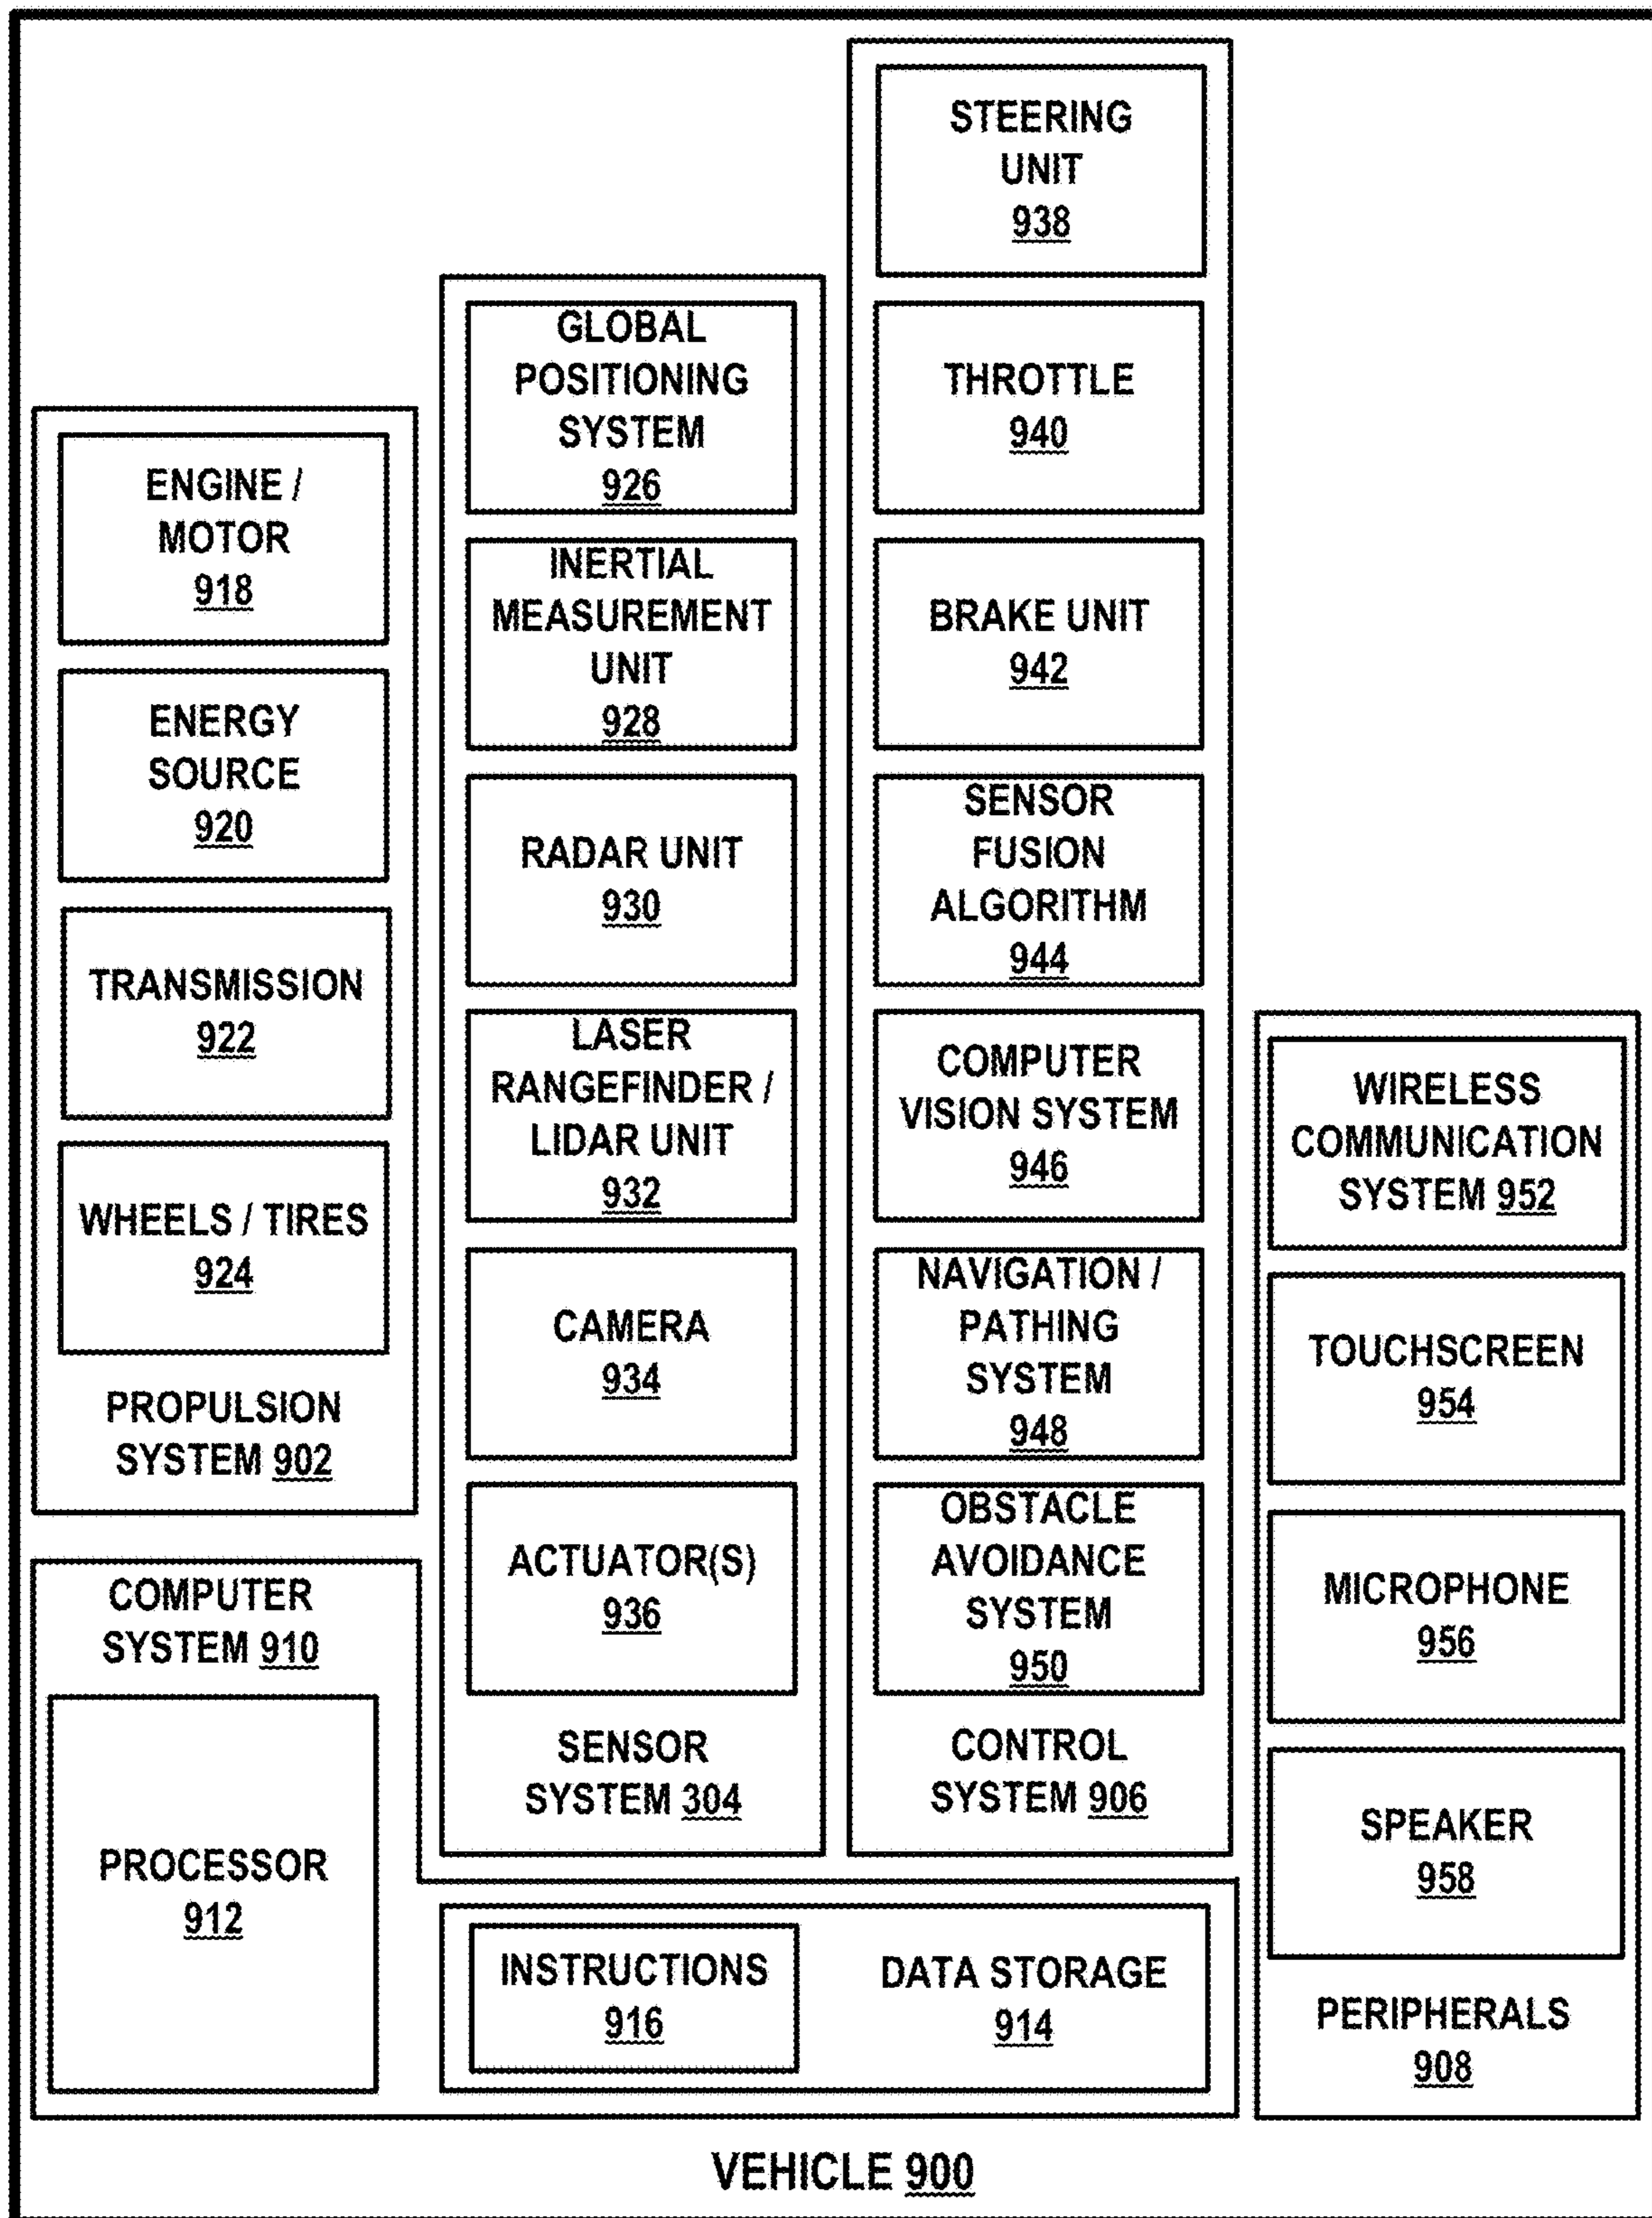 ENGINE /
MOTOR
918
ENERGY
SOURCE
920
TRANSMISSION
922
WHEELS / TIRES
924
PROPULSION
SYSTEM 902
COMPUTER
SYSTEM 910
PROCESSOR
912
GLOBAL
POSITIONING
SYSTEM
926
INERTIAL
MEASUREMENT
UNIT
928
RADAR UNIT
930
LASER
RANGEFINDER /
LIDAR UNIT
932
CAMERA
934
ACTUATOR(S)
936
SENSOR
SYSTEM 304
STEERING
UNIT
938
THROTTLE
940
BRAKE UNIT
942
SENSOR
FUSION
ALGORITHM
944
COMPUTER
VISION SYSTEM
946
NAVIGATION /
PATHING
SYSTEM
948
OBSTACLE
AVOIDANCE
SYSTEM
950
CONTROL
SYSTEM 906
INSTRUCTIONS
916
DATA STORAGE
914
WIRELESS
COMMUNICATION
SYSTEM 952
TOUCHSCREEN
954
MICROPHONE
956
SPEAKER
958
PERIPHERALS
908
VEHICLE 900